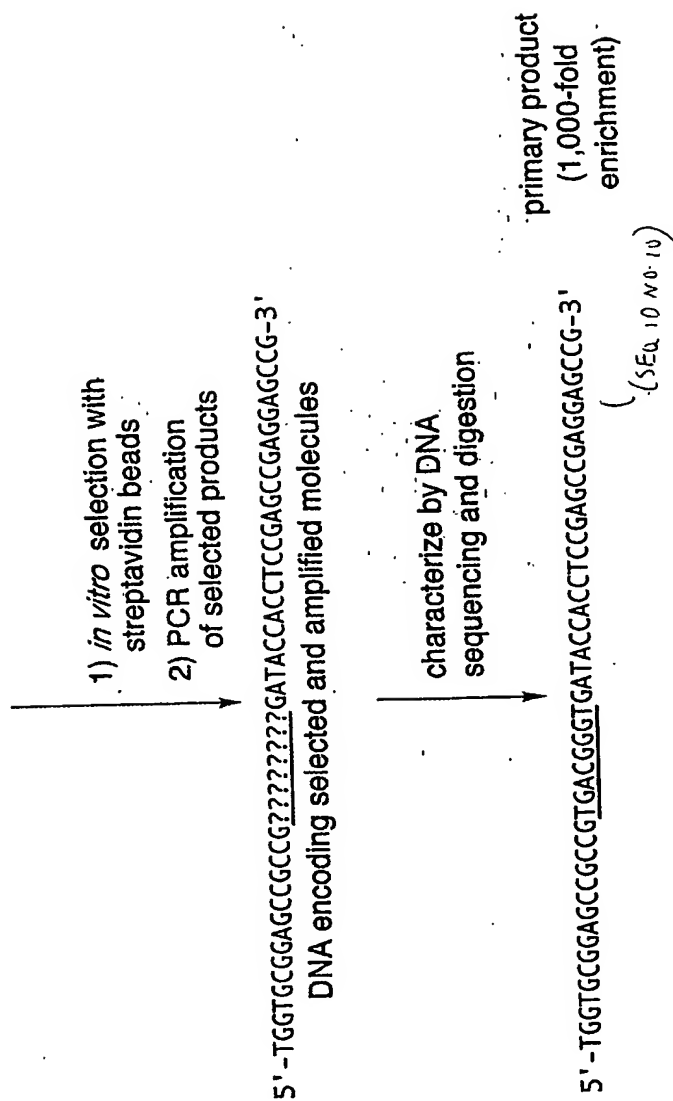 1) in vitro selection with
streptavidin beads
2) PCR amplification
of selected products
5'-TGGTGCGGAGCCGCCG????????GATACCACCTCCGAGCCGAGGAGCCG-3'
DNA encoding selected and amplified molecules
characterize by DNA
sequencing and digestion
5'-TGGTGCGGAGCCGCCGTGACGGGTGATACCACCTCCGAGCCGAGGAGCCG-3'
(SEQ ID NO:10)
primary product
(1,000-fold
enrichment)